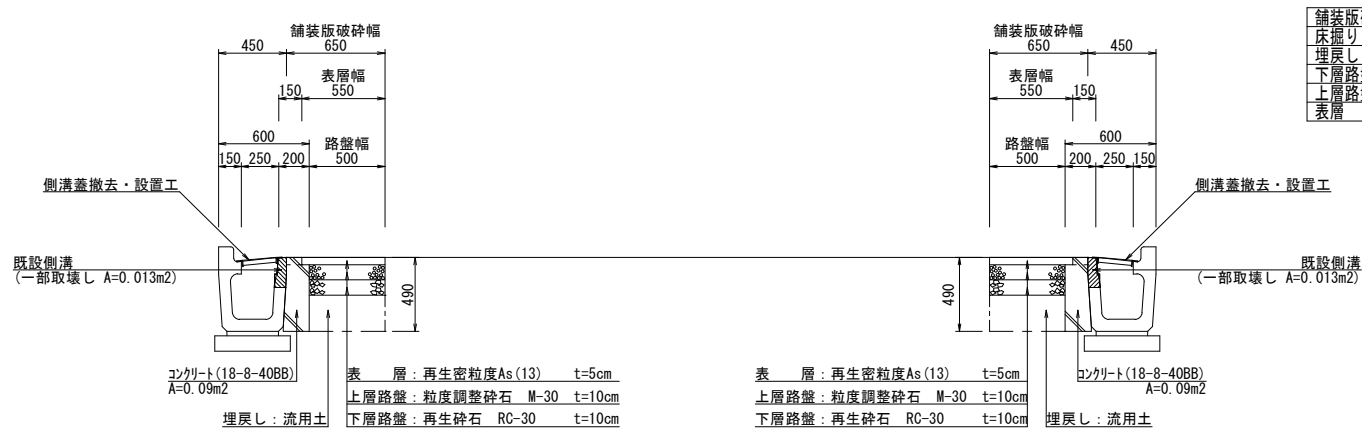 舗装版破砕幅
450 650
表層幅
150 550
600 路盤幅
150 250 200 500
側溝蓋撤去・設置工
既設側溝
(一部取壊し A=0.013m2)
490
コンクリート(18-8-40BB)
A=0.09m2
埋戻し：流用土
表　層：再生密粒度As(13) t=5cm
上層路盤：粒度調整砕石 M-30 t=10cm
下層路盤：再生砕石 RC-30 t=10cm
舗装版破砕幅
650 450
表層幅
550 150
路盤幅 600
500 200 250 150
側溝蓋撤去・設置工
既設側溝
(一部取壊し A=0.013m2)
490
表　層：再生密粒度As(13) t=5cm
上層路盤：粒度調整砕石 M-30 t=10cm
下層路盤：再生砕石 RC-30 t=10cm
コンクリート(18-8-40BB)
A=0.09m2
埋戻し：流用土
舗装版
床掘り
埋戻し
下層路
上層路
表層